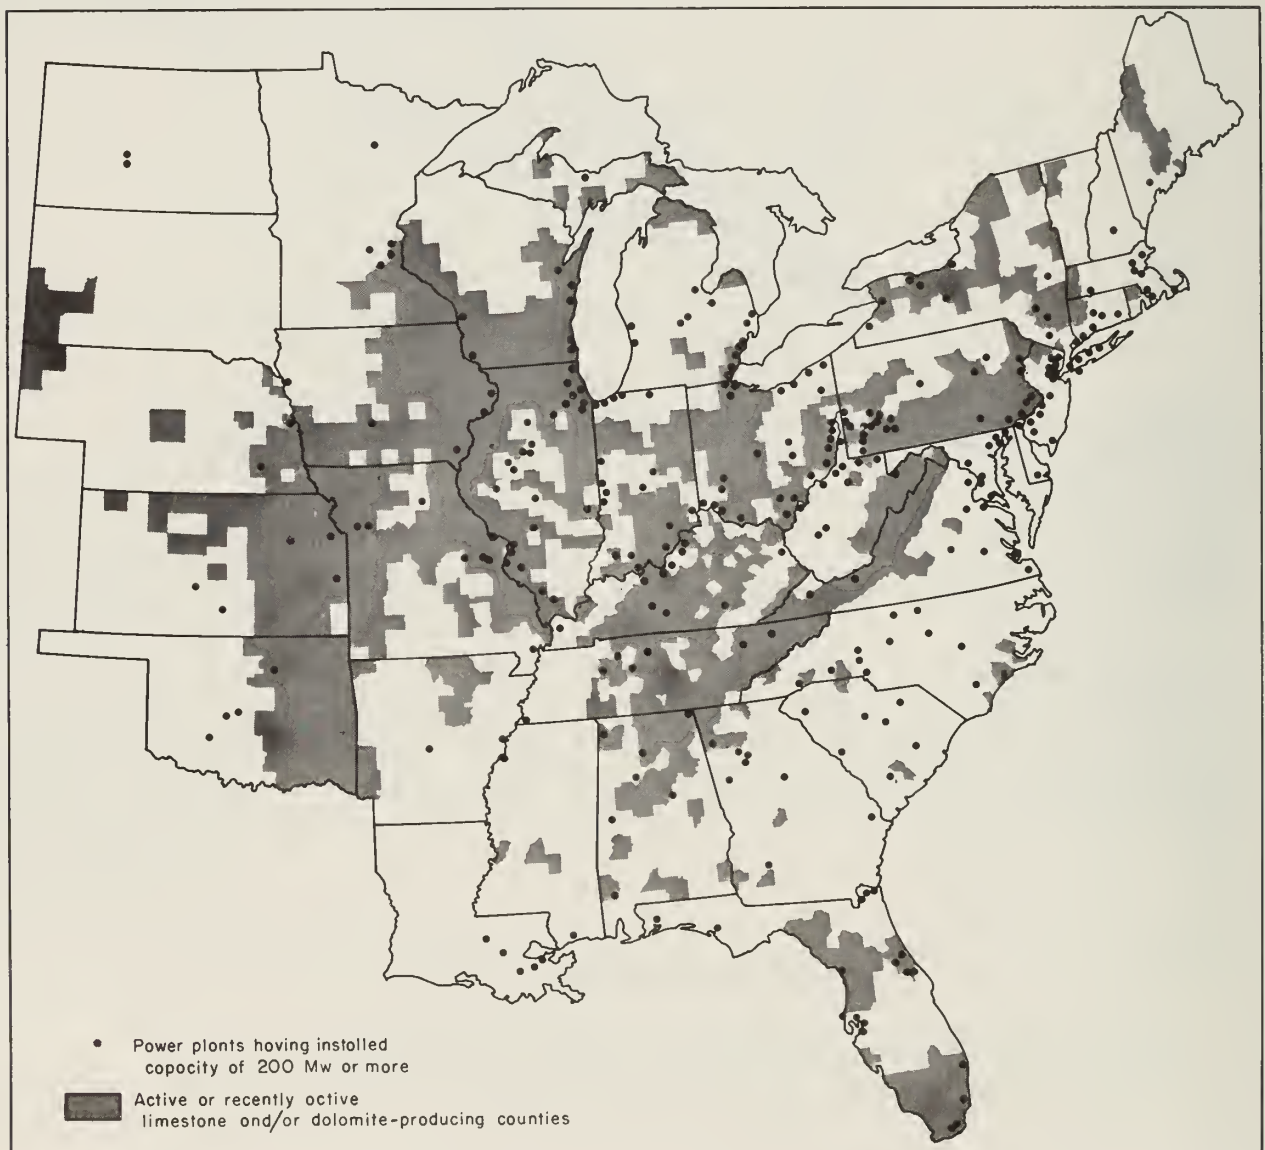 Power plants hoving instolled
copocity of 200 Mw or more
Active or recently octive
limestone ond/or dolomite-producing counties